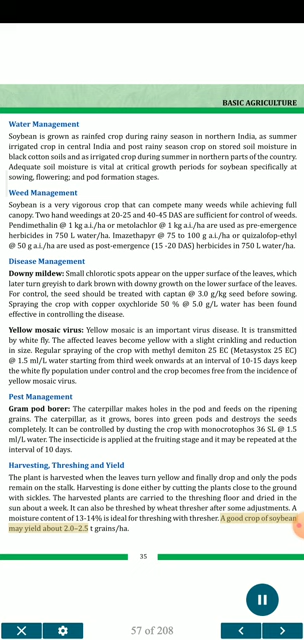 BASIC AGRICULTURE
Water Management
Soybean is grown as rainfed crop during rainy season in northern India, as summer
irrigated crop in central India and post rainy season crop on stored soil moisture in
black cotton soils and as irrigated crop during summer in northern parts of the country.
Adequate soil moisture is vital at critical growth periods for soybean specifically at
sowing, flowering; and pod formation stages.
Weed Management
Soybean is a very vigorous crop that can compete many weeds while achieving full
canopy. Two hand weedings at 20-25 and 40-45 DAS are sufficient for control of weeds.
Pendimethalin @ 1 kg a.i./ha or metolachlor @ 1 kg a.i./ha are used as pre-emergence
herbicides in 750 L water/ha. Imazeneapyr @ 75 to 100 g a.i./ha or quizalofop-ethyl
@ 50 g a.i./ha are used as post-emergence (15 -20 DAS) herbicides in 750 L water/ha.
Disease Management
Downy mildew: Small chlorotic spots appear on the upper surface of the leaves, which
later turn greyish to dark brown with downy growth on the lower surface of the leaves.
For control, the seed should be treated with captan @ 3.0 g/kg seed before sowing.
Spraying the crop with copper oxychloride 50 % @ 5.0 g/L water has been found
effective in controlling the disease.
Yellow mosaic virus: Yellow mosaic is an important virus disease. It is transmitted
by white fly. The affected leaves become yellow with a slight crinkling and reduction
in size. Regular spraying of the crop with methyl demiton 25 EC (Metasystox 25 EC)
@ 1.5 ml/L water starting from third week onwards at an interval of 10-15 days keep
the white fly population under control and the crop becomes free from the incidence
of yellow mosaic virus.
Pest Management
Gram pod borer: The caterpillar makes holes in the pod and feeds on the ripening
grains. The caterpillar, as it grows, bores into green pods and destroys the seeds
completely. It can be controlled by dusting the crop with monocrotophos 36 SL @ 1.5
ml/L water. The insecticide is applied at the fruiting stage and it may be repeated at the
interval of 10 days.
Harvesting, Threshing and Yield
The plant is harvested when the leaves turn yellow and finally drop and only the pods
remain on the stalk. Harvesting is done either by cutting the plants close to the ground
with sickles. The harvested plants are carried to the threshing floor and dried in the
sun about a week. It can also be threshed by wheat thresher after some adjustments. A
moisture content of 13-14% is ideal for threshing with thresher. A good crop of soybean
may yield about 2.0–2.5 t grains/ha.
35
57 of 208